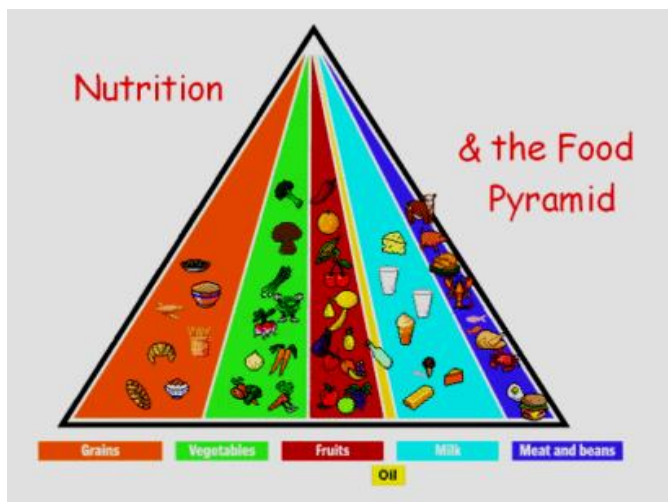 Nutrition
& the Food
Pyramid
Grains
Vegetables
Fruits
Milk
Meat and beans
Oil